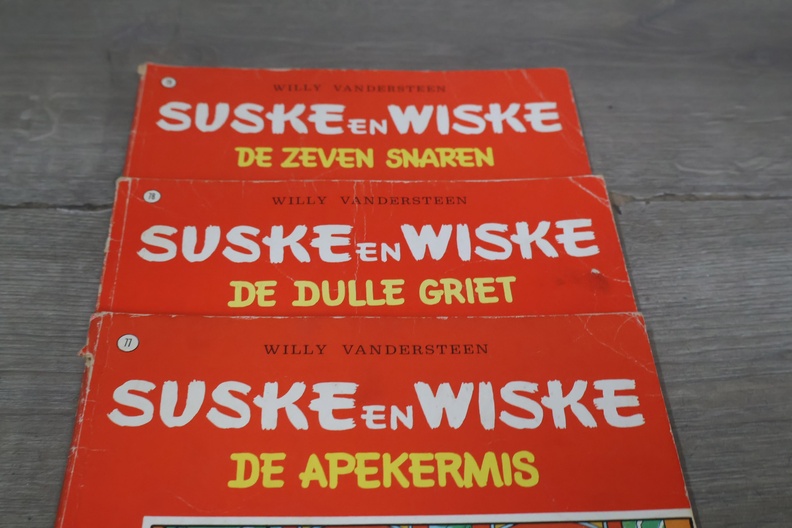 79
WILLY VANDERSTEEN
SUSKE EN WISKE
DE ZEVEN SNAREN
78
WILLY VANDERSTEEN
SUSKE EN WISKE
DE DULLE GRIET
77
WILLY VANDERSTEEN
SUSKE EN WISKE
DE APEKERMIS